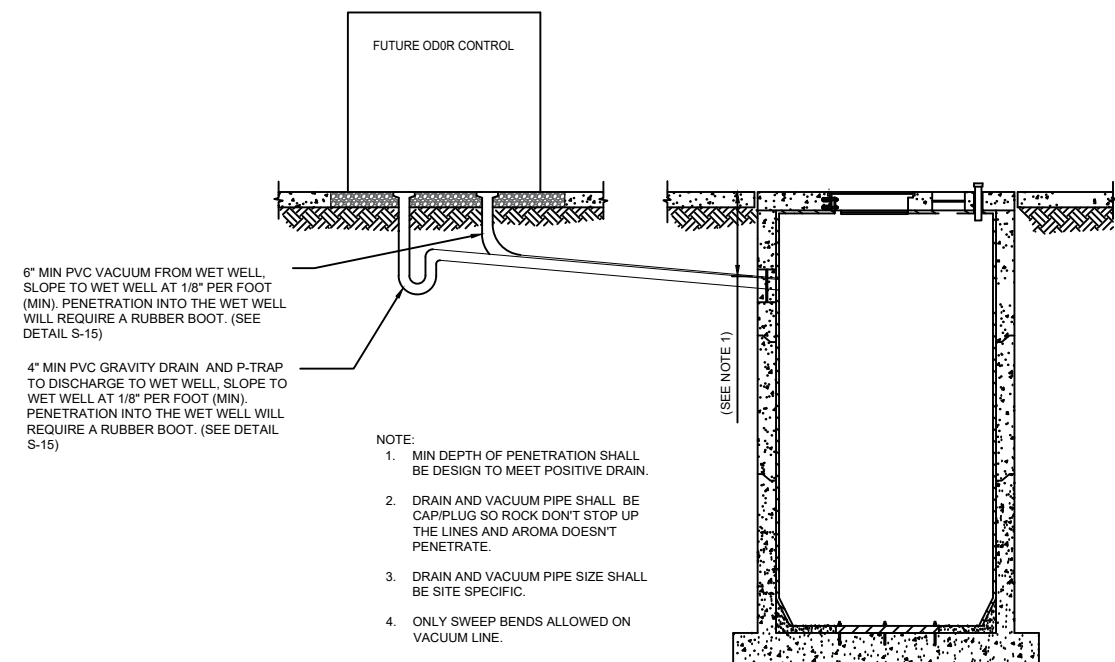 FUTURE OD0R CONTROL
6" MIN PVC VACUUM FROM WET WELL,
SLOPE TO WET WELL AT 1/8" PER FOOT
(MIN). PENETRATION INTO THE WET WELL
WILL REQUIRE A RUBBER BOOT. (SEE
DETAIL S-15)
4" MIN PVC GRAVITY DRAIN AND P-TRAP
TO DISCHARGE TO WET WELL, SLOPE TO
WET WELL AT 1/8" PER FOOT (MIN).
PENETRATION INTO THE WET WELL WILL
REQUIRE A RUBBER BOOT. (SEE DETAIL
S-15)
(SEE NOTE 1)
NOTE:
1. MIN DEPTH OF PENETRATION SHALL
BE DESIGN TO MEET POSITIVE DRAIN.
2. DRAIN AND VACUUM PIPE SHALL BE
CAP/PLUG SO ROCK DON'T STOP UP
THE LINES AND AROMA DOESN'T
PENETRATE.
3. DRAIN AND VACUUM PIPE SIZE SHALL
BE SITE SPECIFIC.
4. ONLY SWEEP BENDS ALLOWED ON
VACUUM LINE.